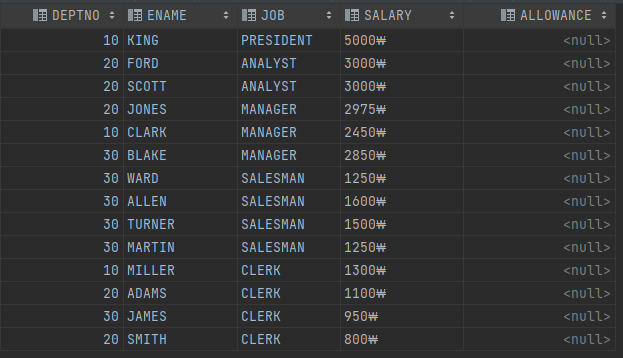 DEPTNO ENAME JOB SALARY ALLOWANCE
10 KING PRESIDENT 5000₩ <null>
20 FORD ANALYST 3000₩ <null>
20 SCOTT ANALYST 3000₩ <null>
20 JONES MANAGER 2975₩ <null>
10 CLARK MANAGER 2450₩ <null>
30 BLAKE MANAGER 2850₩ <null>
30 WARD SALESMAN 1250₩ <null>
30 ALLEN SALESMAN 1600₩ <null>
30 TURNER SALESMAN 1500₩ <null>
30 MARTIN SALESMAN 1250₩ <null>
10 MILLER CLERK 1300₩ <null>
20 ADAMS CLERK 1100₩ <null>
30 JAMES CLERK 950₩ <null>
20 SMITH CLERK 800₩ <null>